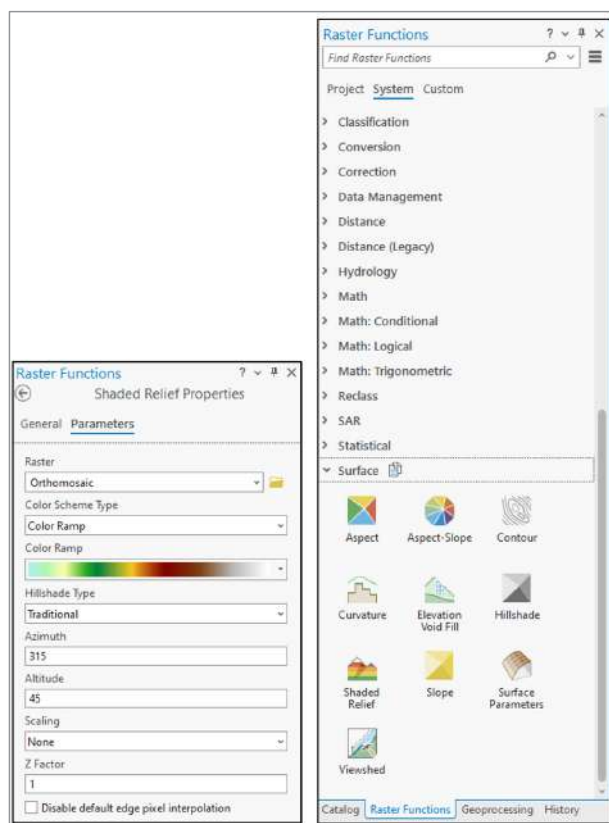 Raster Functions
Shaded Relief Properties
General Parameters
Raster
Orthomosaic
Color Scheme Type
Color Ramp
Color Ramp
Hillshade Type
Traditional
Azimuth
315
Altitude
45
Scaling
None
Z Factor
1
Disable default edge pixel interpolation
Raster Functions
Find Raster Functions
Project System Custom
Classification
Conversion
Correction
Data Management
Distance
Distance (Legacy)
Hydrology
Math
Math: Conditional
Math: Logical
Math: Trigonometric
Reclass
SAR
Statistical
Surface
Aspect Aspect-Slope Contour
Curvature Elevation Void Fill Hillshade
Shaded Relief Slope Surface Parameters
Viewshed
Catalog Raster Functions Geoprocessing History